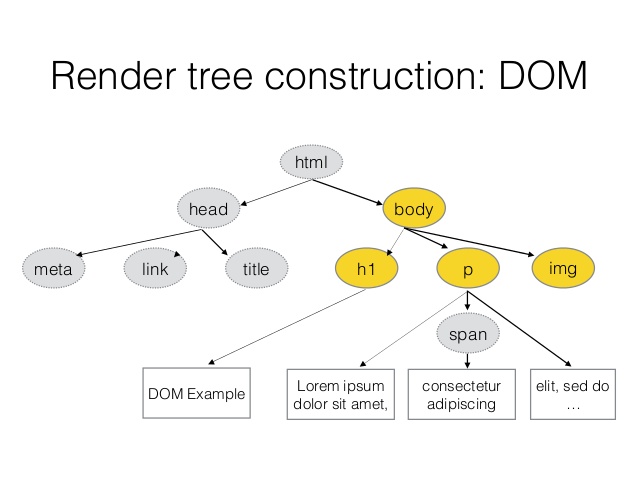 Render tree construction: DOM
html
head
body
meta
link
title
h1
p
img
span
DOM Example
Lorem ipsum
dolor sit amet,
consectetur
adipiscing
elit, sed do
…